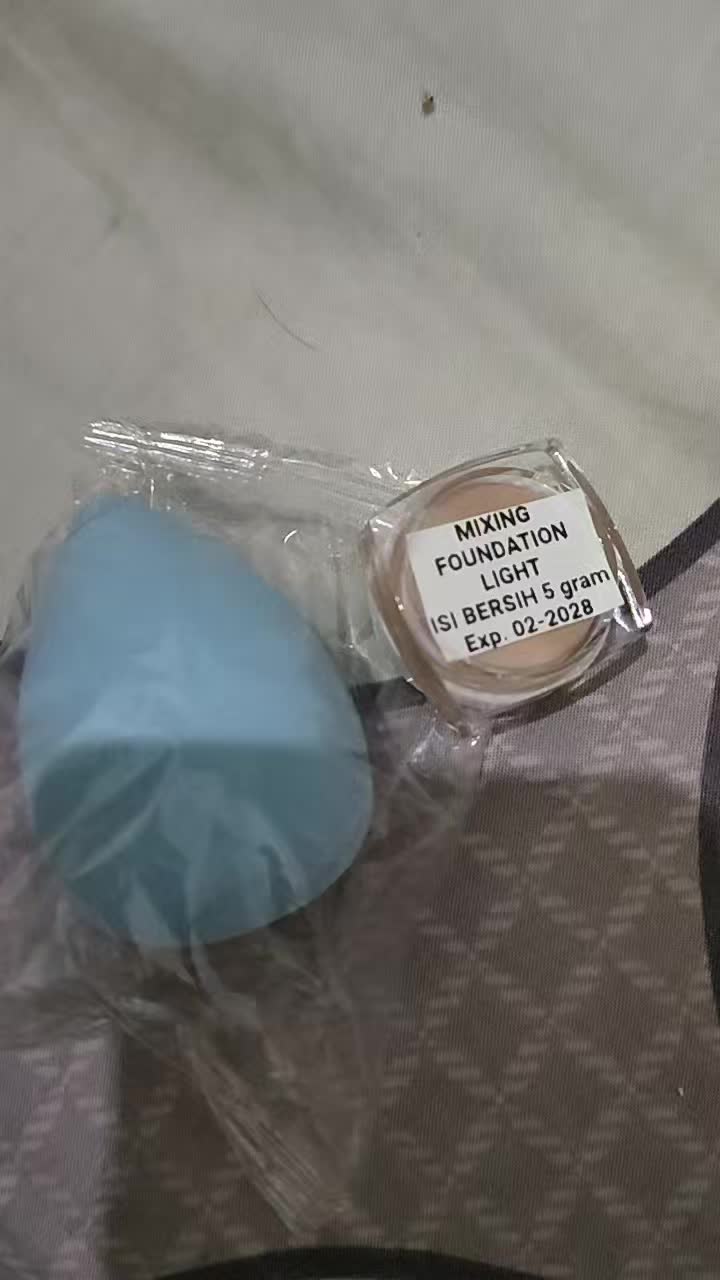 MIXING
FOUNDATION
LIGHT
ISI BERSIH 5 gram
Exp. 02-2028